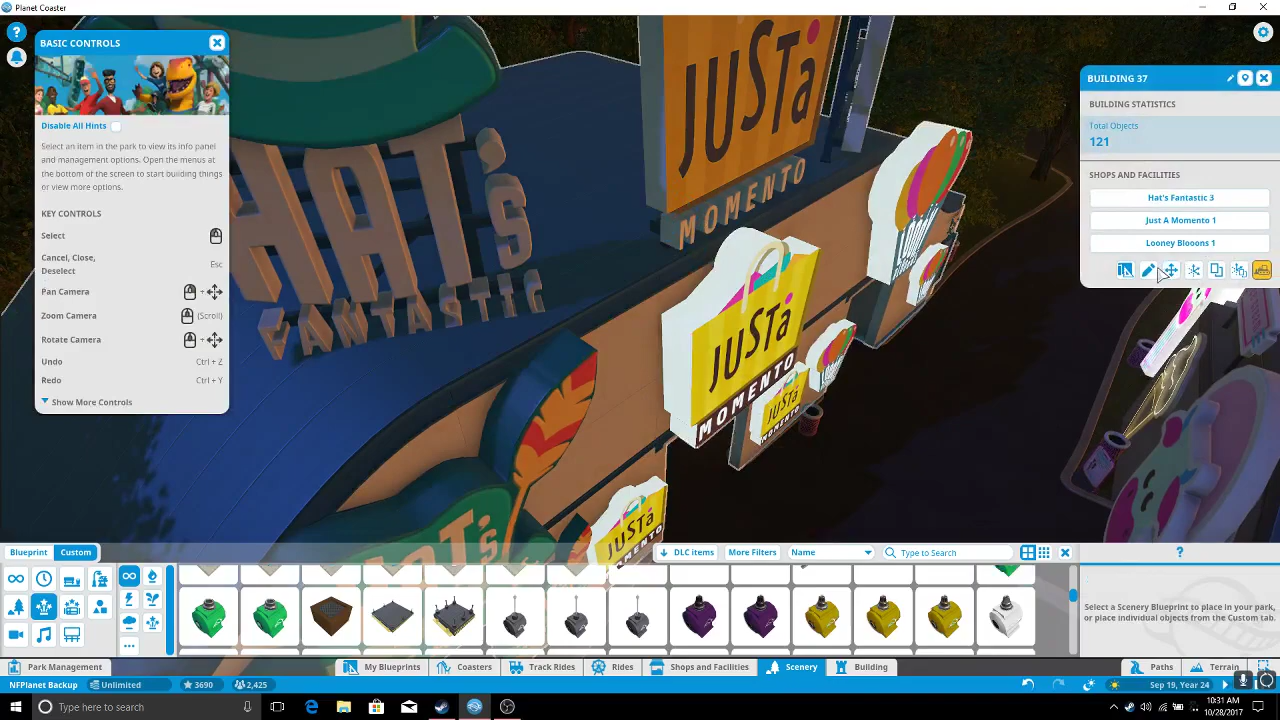 Planet Coaster
BASIC CONTROLS
Disable All Hints
Select an item in the park to view its info panel
and management options. Open the menus at
the bottom of the screen to start building things
or view more options.
KEY CONTROLS
Select
Cancel, Close,
Deselect
Esc
Pan Camera
+
Zoom Camera
(Scroll)
Rotate Camera
+
Undo
Ctrl + Z
Redo
Ctrl + Y
Show More Controls
HAT's
FANTASTIC
JUSTa
MOMENTO
JUSTa
MOMENTO
JUSTa
MOMENTO
JUSTa
MOMENTO
BUILDING 37
BUILDING STATISTICS
Total Objects
121
SHOPS AND FACILITIES
Hat's Fantastic 3
Just A Momento 1
Looney Blooons 1
Blueprint
Custom
DLC items
More Filters
Name
Type to Search
?
Select a Scenery Blueprint to place in your park,
or place individual objects from the Custom tab.
Park Management
My Blueprints
Coasters
Track Rides
Rides
Shops and Facilities
Scenery
Building
Paths
Terrain
NFPlanet Backup
Unlimited
3690
2,425
Sep 19, Year 24
Type here to search
10:31 AM
10/28/2017